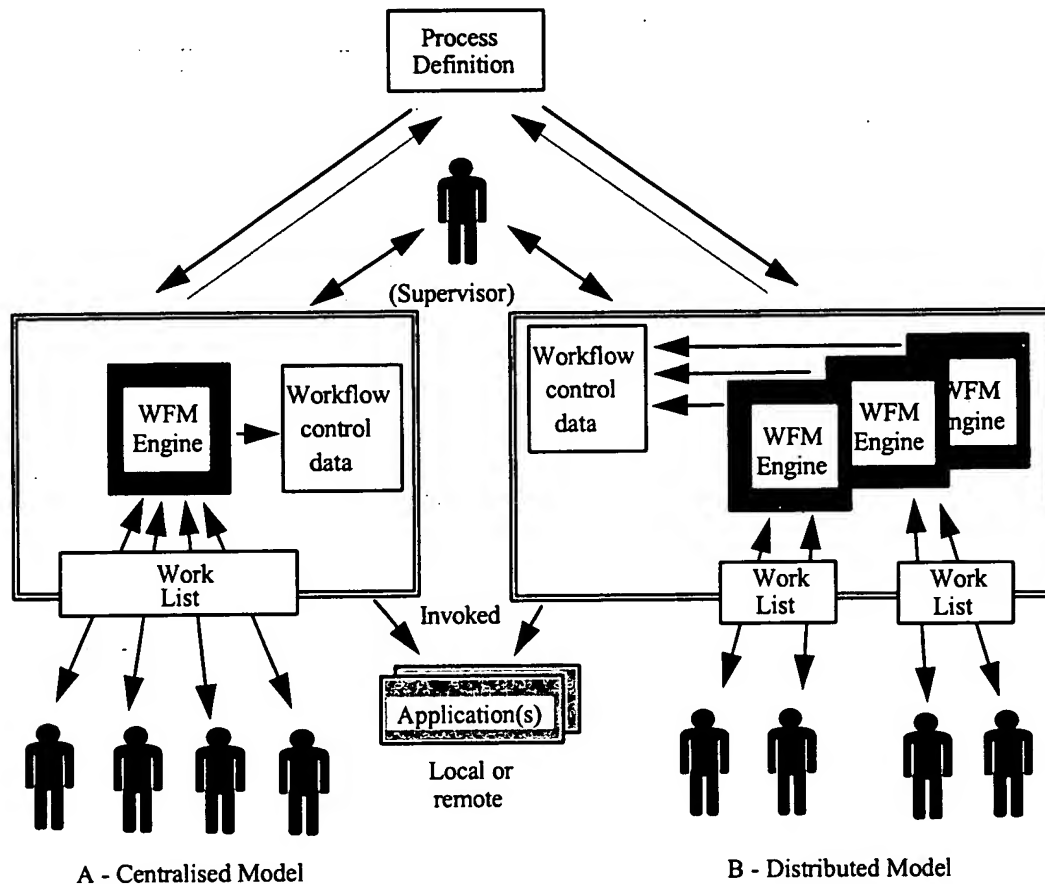 Process
Definition
(Supervisor)
WFM
Engine
Workflow
control
data
Workflow
control
data
WFM
Engine
WFM
Engine
WFM
ngine
Work
List
Work
List
Work
List
Invoked
Application(s)
Local or
remote
A - Centralised Model
B - Distributed Model